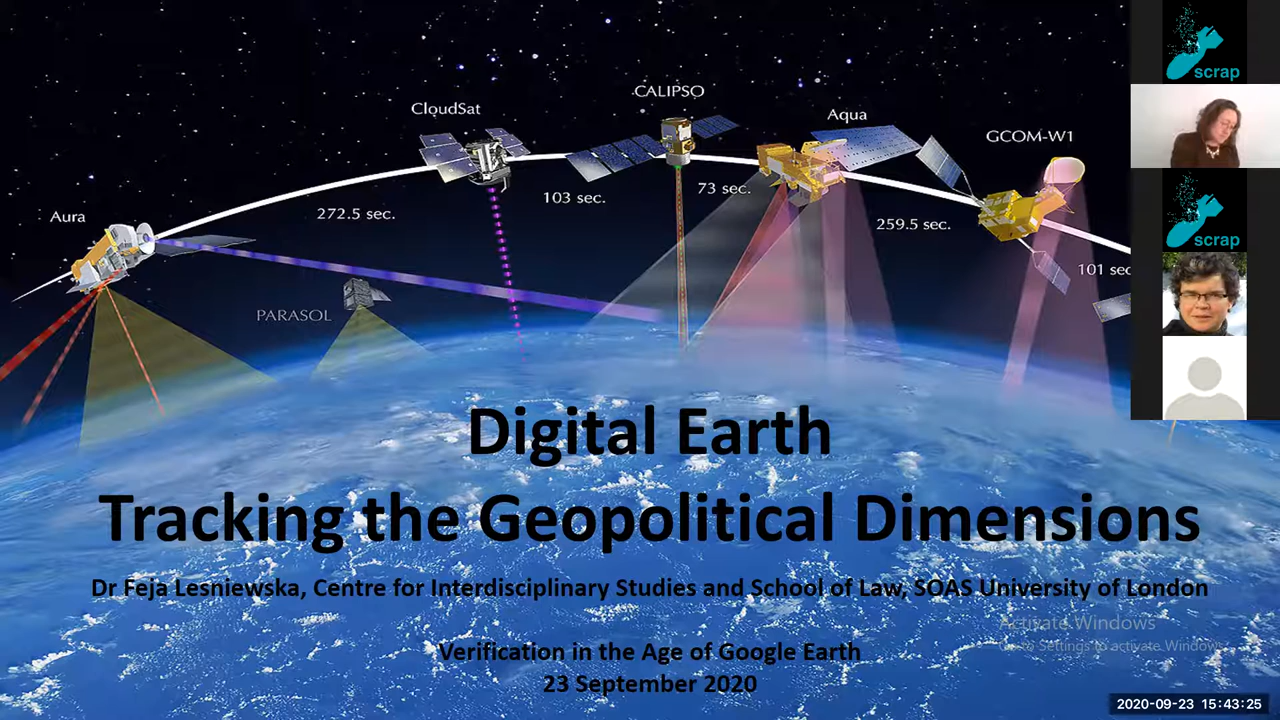 scrap
CALIPSO
CloudSat
Aqua
GCOM-W1
103 sec.
73 sec.
Aura
272.5 sec.
259.5 sec.
scrap
101 sec
PARASOL
Digital Earth
Tracking the Geopolitical Dimensions
Dr Feja Lesniewska, Centre for Interdisciplinary Studies and School of Law, SOAS University of London
Activate Windows
Go to Settings to activate Window
Verification in the Age of Google Earth
23 September 2020
2020-09-23 15:43:25